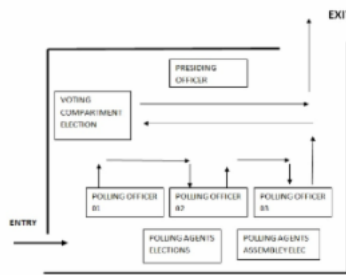 EXIT
PRESIDING
OFFICER
VOTING
COMPARTMENT
ELECTION
POLLING OFFICER
01
POLLING OFFICER
02
POLLING OFFICER
03
ENTRY
POLLING AGENTS
ELECTIONS
POLLING AGENTS
ASSEMBLEY ELEC